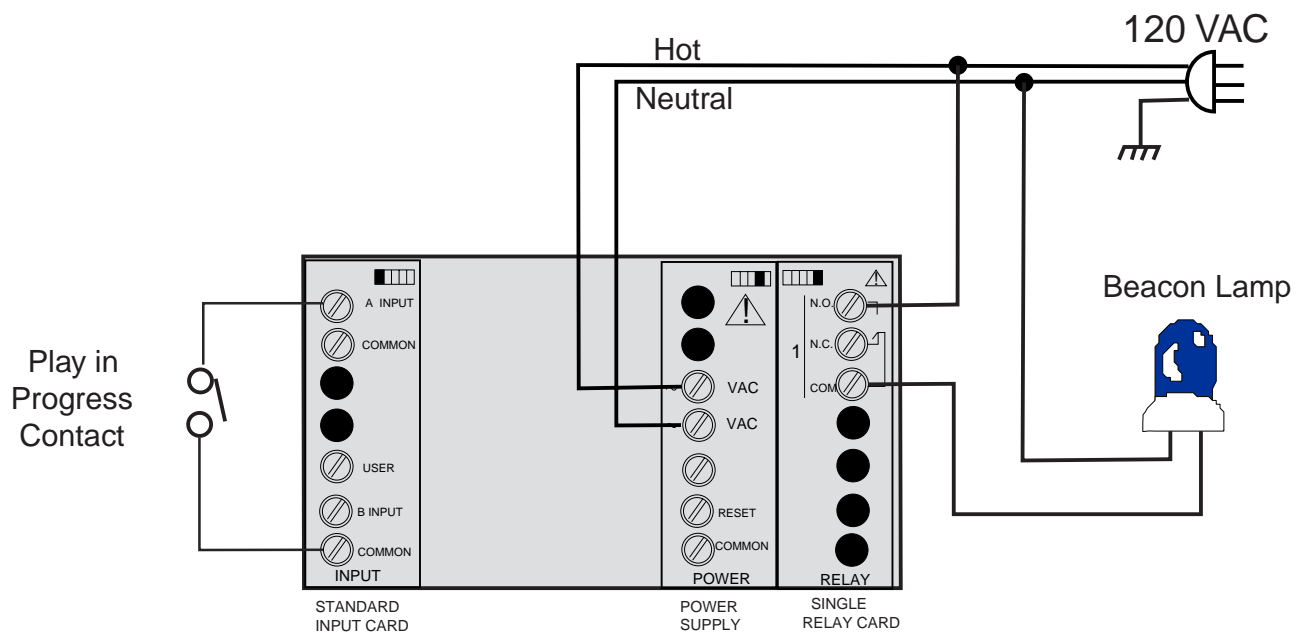 120 VAC
Hot
Neutral
Beacon Lamp
Play in
Progress
Contact
A INPUT
COMMON
USER
B INPUT
COMMON
INPUT
STANDARD
INPUT CARD
VAC
VAC
RESET
COMMON
POWER
POWER
SUPPLY
1
N.O.
N.C.
COM
RELAY
SINGLE
RELAY CARD